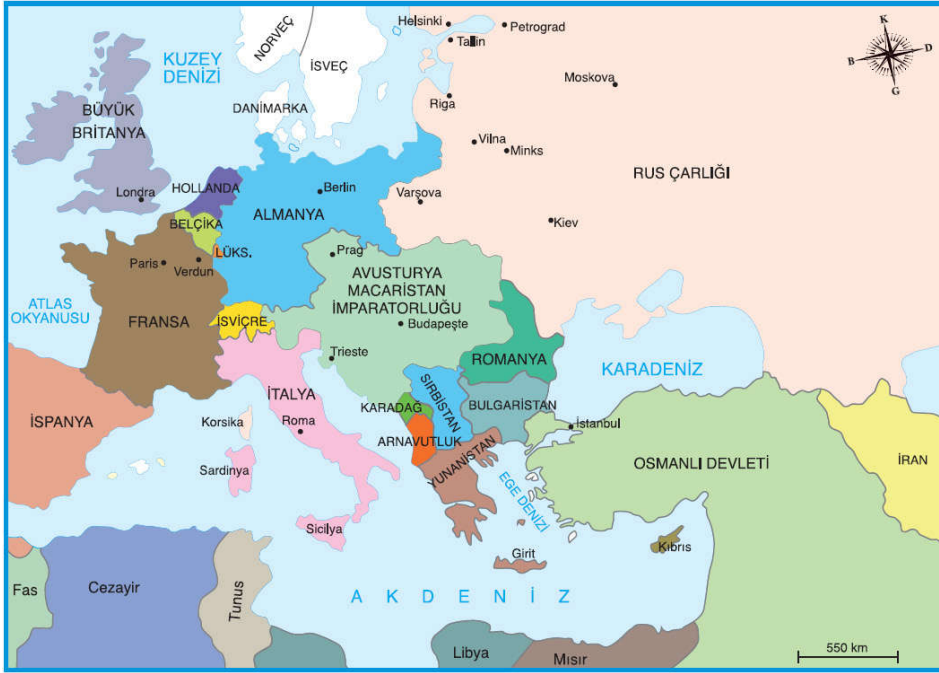 Helsinki
Petrograd
Tallin
NORVEÇ
İSVEÇ
KUZEY
DENİZİ
Moskova
K
B
D
G
DANİMARKA
Riga
BÜYÜK
BRİTANYA
Vilna
Minks
RUS ÇARLIĞI
Londra
HOLLANDA
Berlin
Varşova
ALMANYA
Kiev
BELÇİKA
LÜKS.
Prag
Paris
Verdun
AVUSTURYA
MACARİSTAN
İMPARATORLUĞU
ATLAS
OKYANUSU
FRANSA
İSVİÇRE
Budapeşte
Trieste
ROMANYA
KARADENİZ
İSPANYA
İTALYA
SIRBİSTAN
KARADAĞ
BULGARİSTAN
Korsika
Roma
İstanbul
ARNAVUTLUK
YUNANİSTAN
OSMANLI DEVLETİ
İRAN
Sardinya
EGE DENİZİ
Sicilya
Girit
Kıbrıs
Fas
Cezayir
Tunus
AKDENİZ
Libya
Mısır
550 km